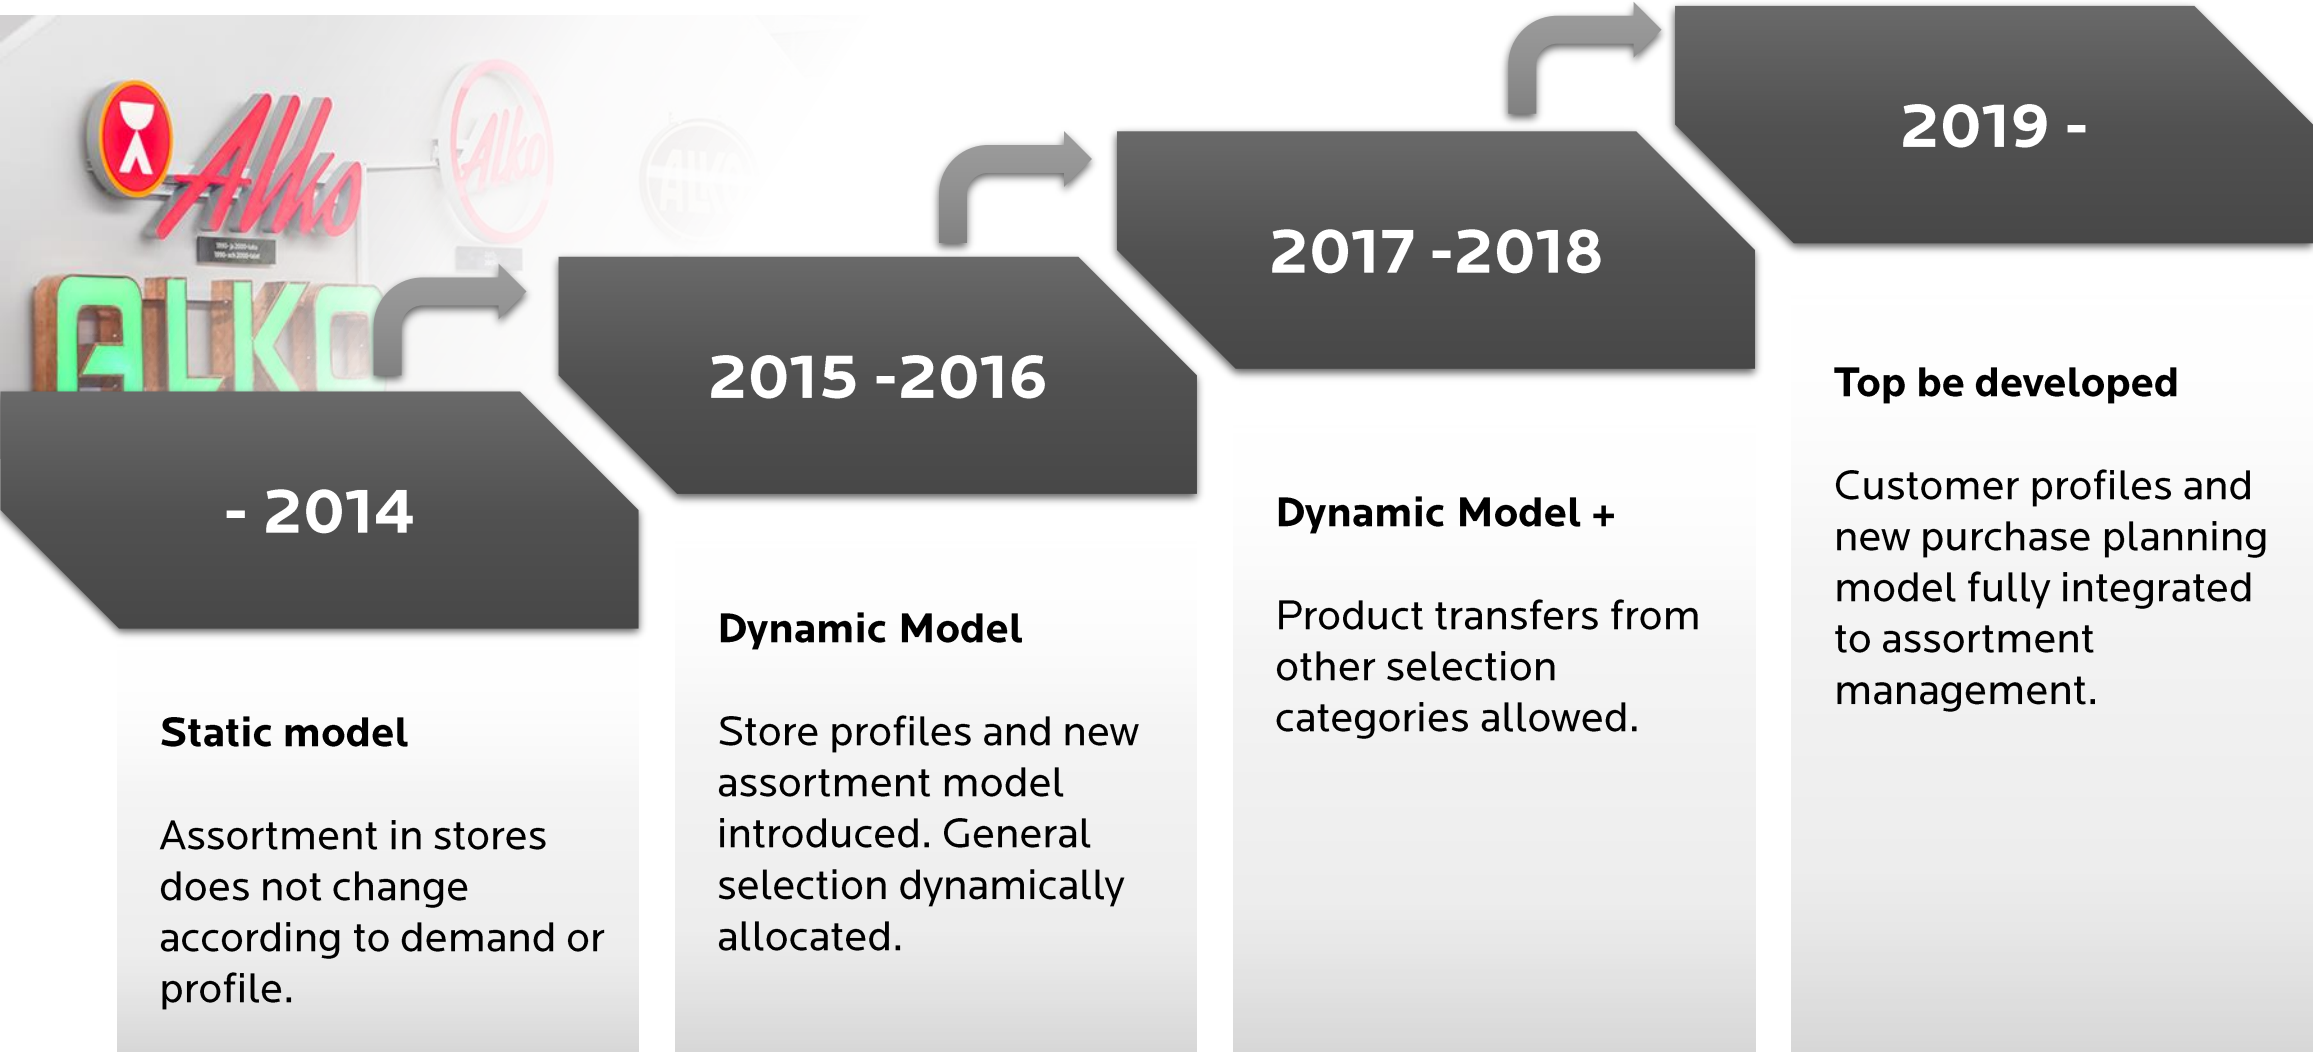 Alko
Alko
ALKO
ALKO
- 2014
Static model
Assortment in stores
does not change
according to demand or
profile.
2015 -2016
Dynamic Model
Store profiles and new
assortment model
introduced. General
selection dynamically
allocated.
2017 -2018
Dynamic Model +
Product transfers from
other selection
categories allowed.
2019 -
Top be developed
Customer profiles and
new purchase planning
model fully integrated
to assortment
management.